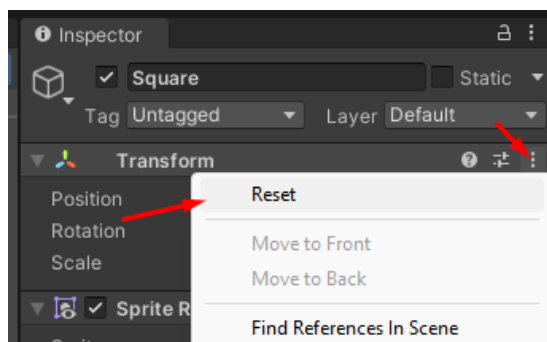 Inspector
Square Static
Tag Untagged Layer Default
Transform
Position
Reset
Rotation
Move to Front
Scale
Move to Back
Sprite R
Find References In Scene